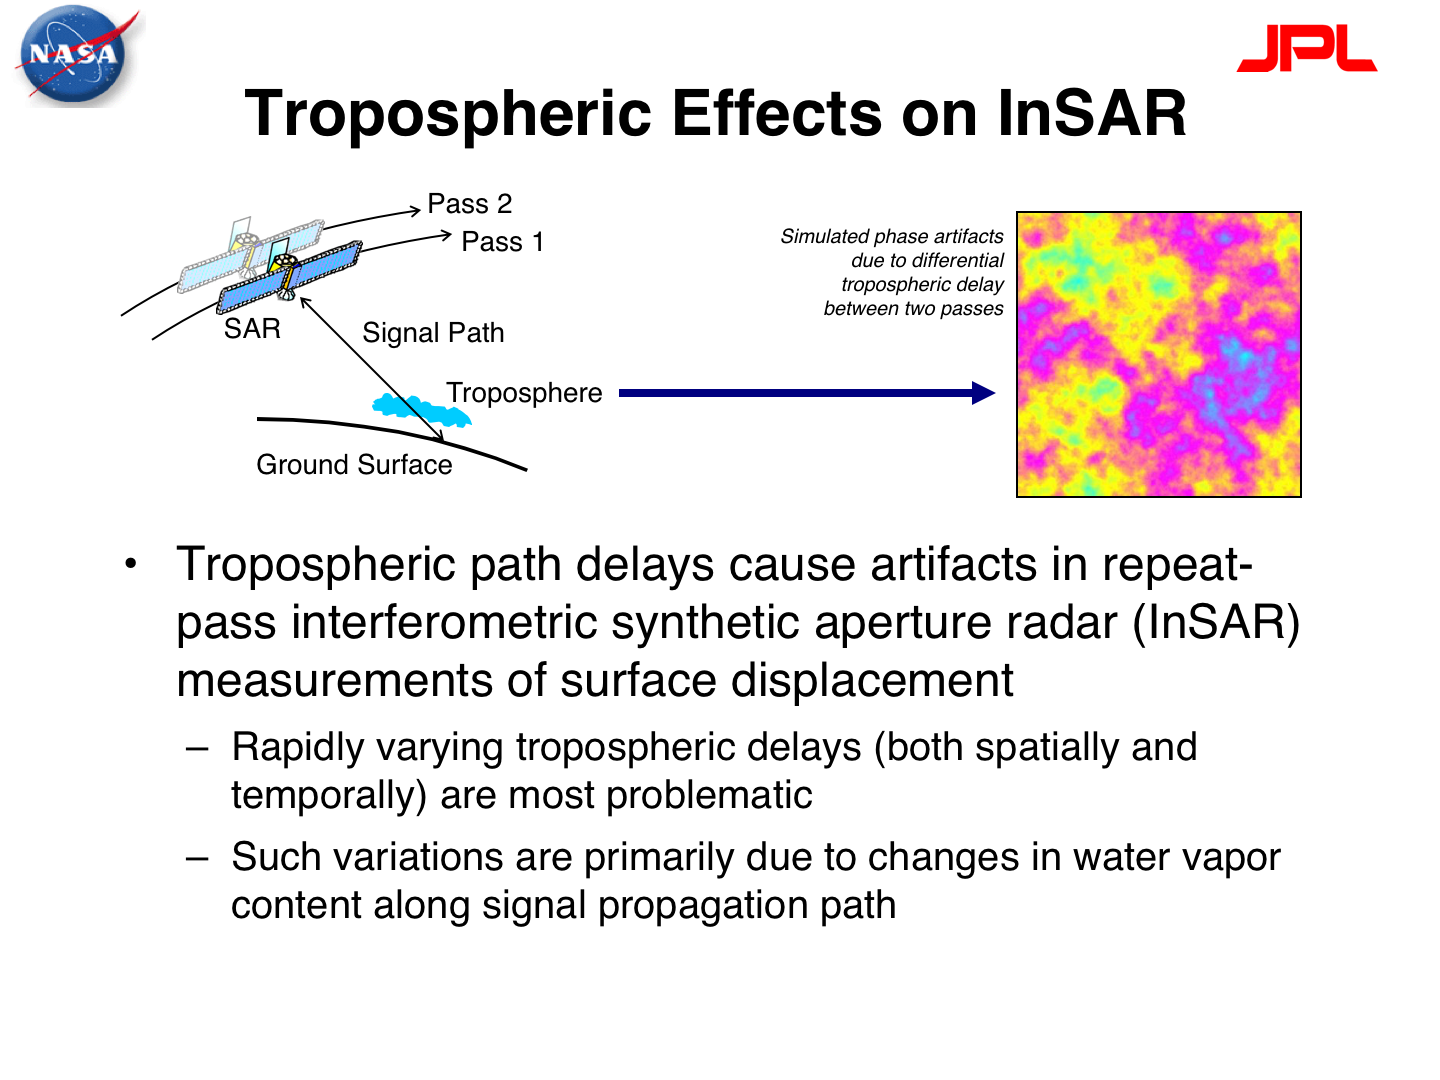 NASA
JPL
Tropospheric Effects on InSAR
Pass 2
Pass 1
SAR
Signal Path
Troposphere
Ground Surface
Simulated phase artifacts
due to differential
tropospheric delay
between two passes
• Tropospheric path delays cause artifacts in repeat-
pass interferometric synthetic aperture radar (InSAR)
measurements of surface displacement
– Rapidly varying tropospheric delays (both spatially and
temporally) are most problematic
– Such variations are primarily due to changes in water vapor
content along signal propagation path